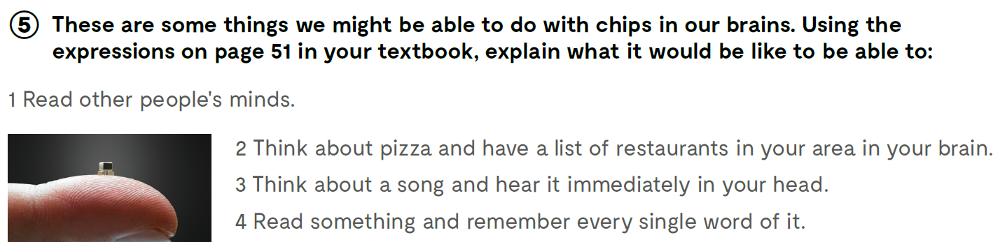 5 These are some things we might be able to do with chips in our brains. Using the
expressions on page 51 in your textbook, explain what it would be like to be able to:
1 Read other people's minds.
2 Think about pizza and have a list of restaurants in your area in your brain.
3 Think about a song and hear it immediately in your head.
4 Read something and remember every single word of it.